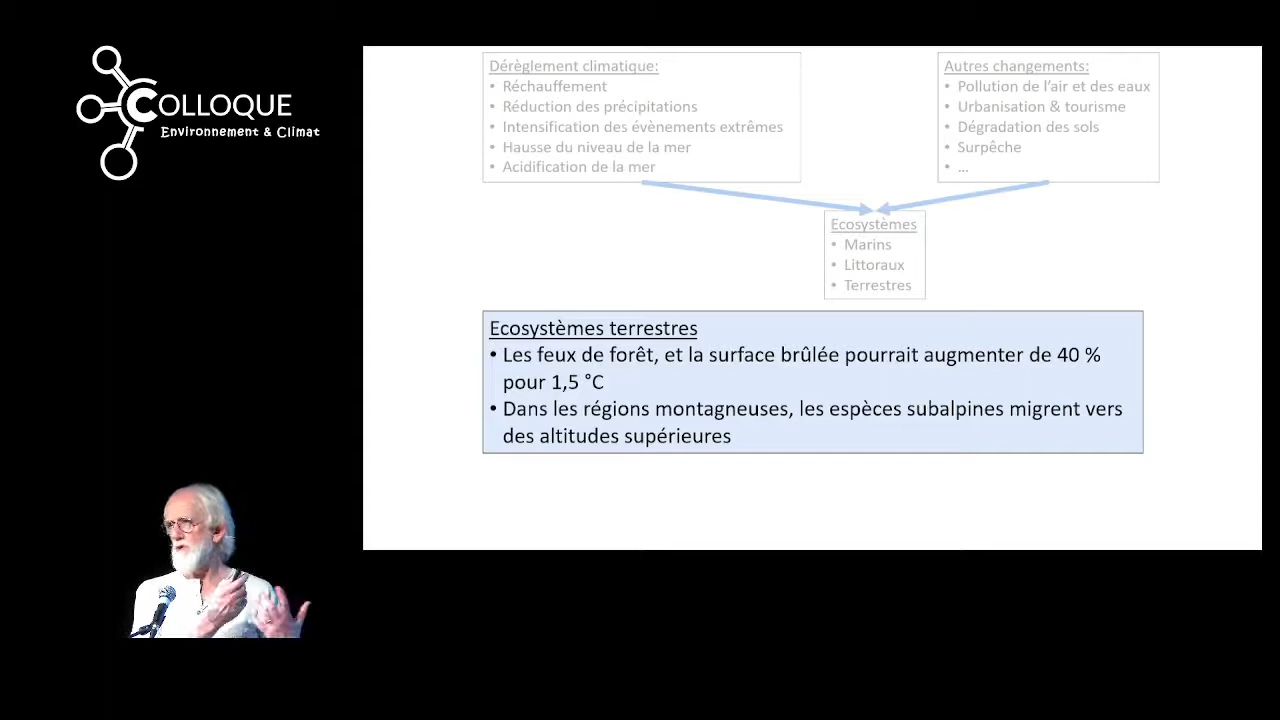 COLLOQUE
Environnement & Climat
Dérèglement climatique:
• Réchauffement
• Réduction des précipitations
• Intensification des évènements extrêmes
• Hausse du niveau de la mer
• Acidification de la mer
Autres changements:
• Pollution de l'air et des eaux
• Urbanisation & tourisme
• Dégradation des sols
• Surpêche
• ...
Ecosystèmes
• Marins
• Littoraux
• Terrestres
Ecosystèmes terrestres
• Les feux de forêt, et la surface brûlée pourrait augmenter de 40 %
pour 1,5 °C
• Dans les régions montagneuses, les espèces subalpines migrent vers
des altitudes supérieures